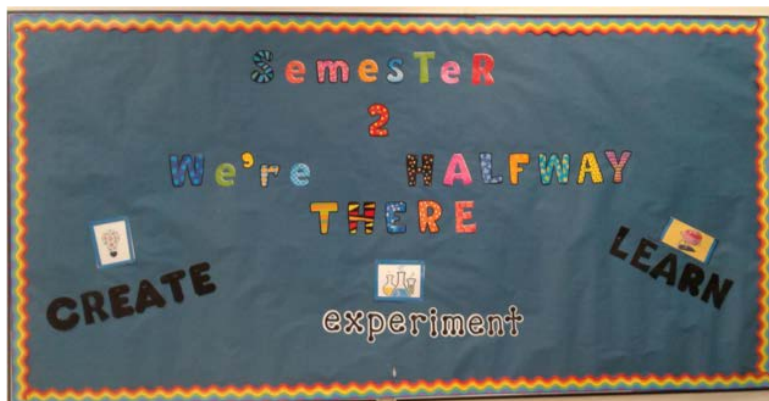 SemesTeR
2
We're HALFWAY
THERE
CREATE
experiment
LEARN